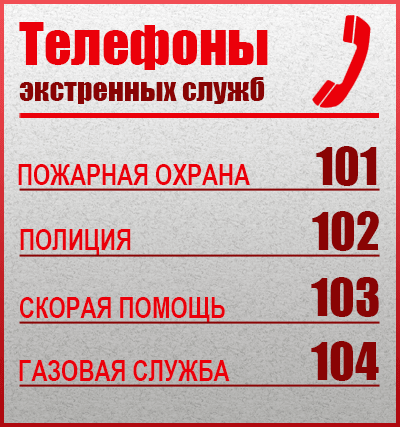 Телефоны
экстренных служб
ПОЖАРНАЯ ОХРАНА 101
ПОЛИЦИЯ 102
СКОРАЯ ПОМОЩЬ 103
ГАЗОВАЯ СЛУЖБА 104